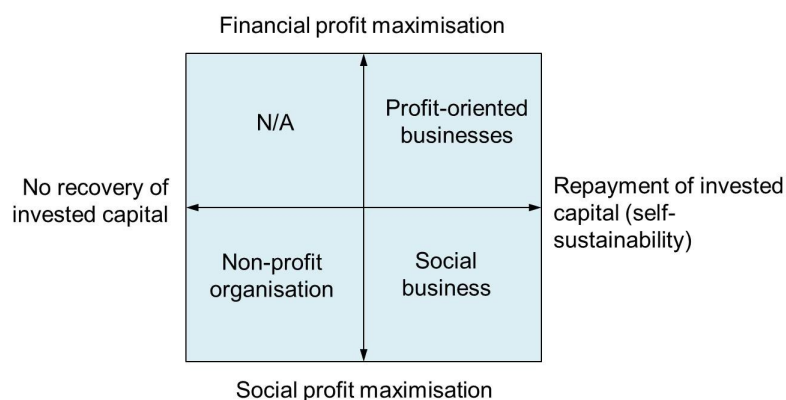 Financial profit maximisation
N/A
Profit-oriented
businesses
No recovery of
invested capital
Repayment of invested
capital (self-
sustainability)
Non-profit
organisation
Social
business
Social profit maximisation